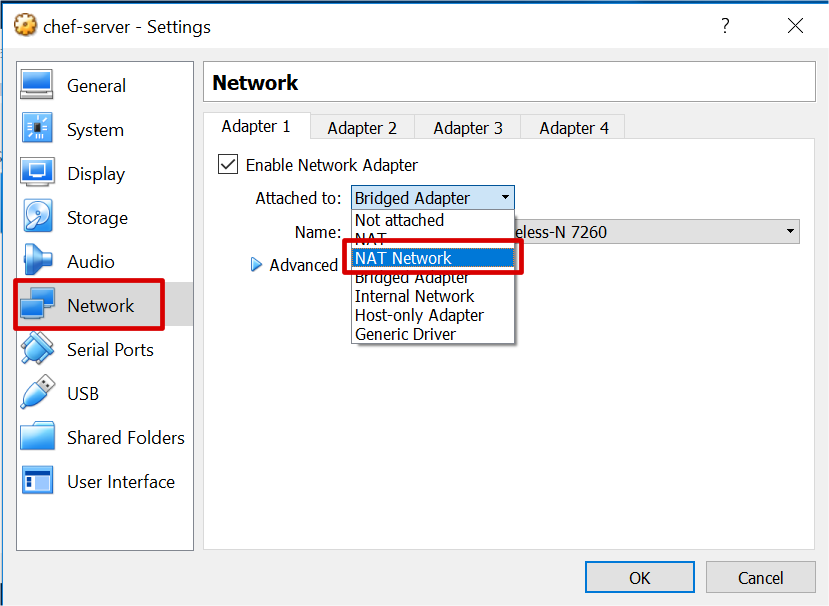 chef-server - Settings
?
General
System
Display
Storage
Audio
Network
Serial Ports
USB
Shared Folders
User Interface
Network
Adapter 1
Adapter 2
Adapter 3
Adapter 4
Enable Network Adapter
Attached to:
Bridged Adapter
Not attached
NAT
NAT Network
Bridged Adapter
Internal Network
Host-only Adapter
Generic Driver
Name:
7260
Advanced
OK
Cancel